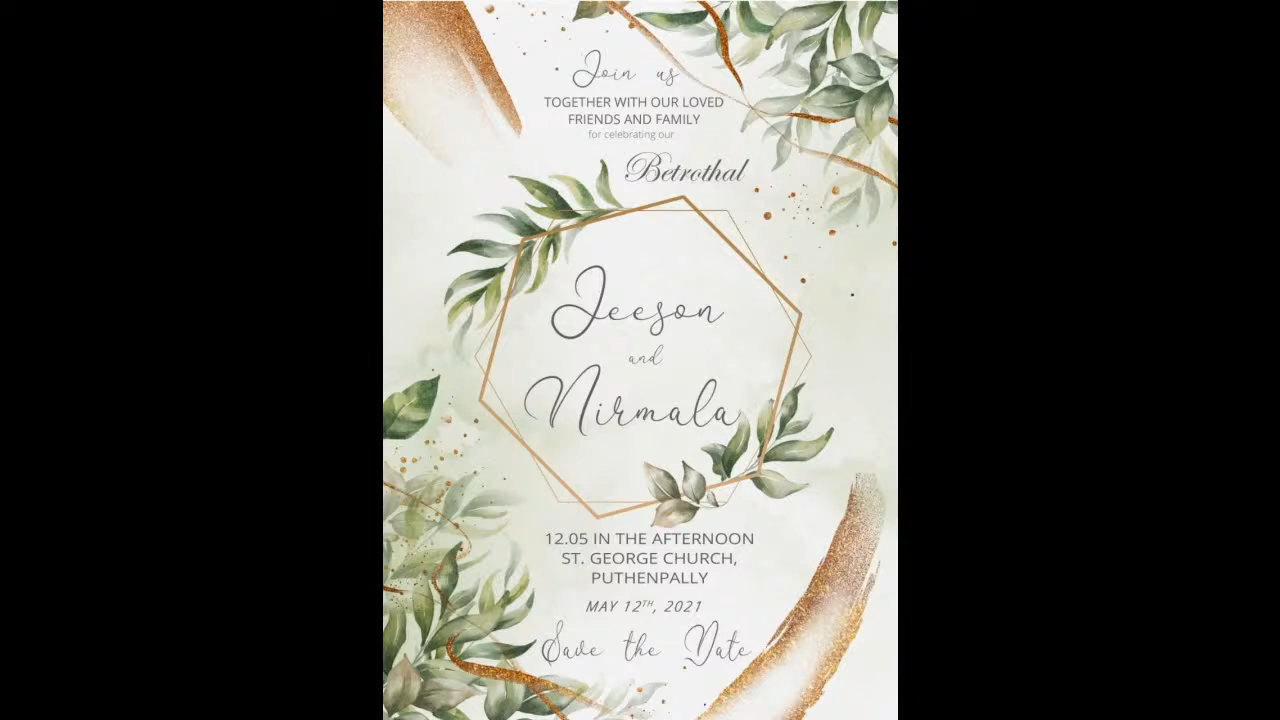 Join us
TOGETHER WITH OUR LOVED
FRIENDS AND FAMILY
for celebrating our
Betrothal
Jeeson
and
Nirmala
12.05 IN THE AFTERNOON
ST. GEORGE CHURCH,
PUTHENPALLY
MAY 12TH, 2021
Save the Date